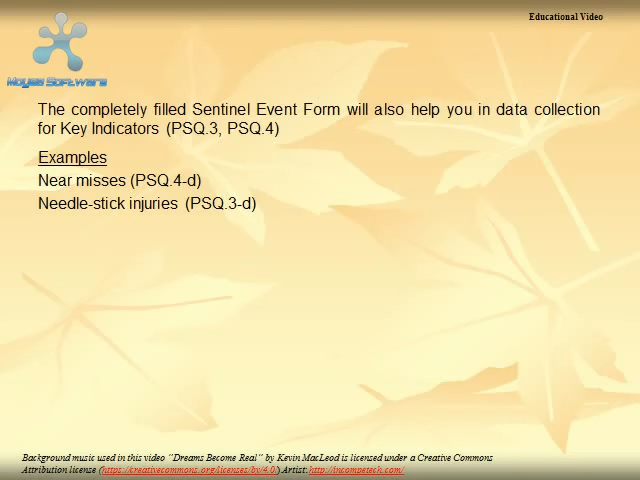 Educational Video
Moyea Software
The completely filled Sentinel Event Form will also help you in data collection
for Key Indicators (PSQ.3, PSQ.4)
Examples
Near misses (PSQ.4-d)
Needle-stick injuries (PSQ.3-d)
Background music used in this video "Dreams Become Real" by Kevin MacLeod is licensed under a Creative Commons
Attribution license (https://creativecommons.org/licenses/by/4.0/) Artist: http://incompetech.com/